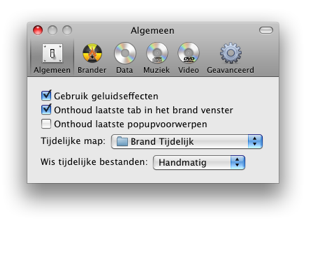 Algemeen
Algemeen Brander Data Muziek Video Geavanceerd
Gebruik geluidseffecten
Onthoud laatste tab in het brand venster
Onthoud laatste popupvoorwerpen
Tijdelijke map: Brand Tijdelijk
Wis tijdelijke bestanden: Handmatig